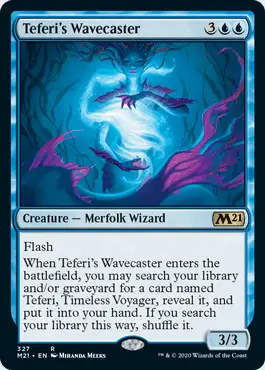 Teferi's Wavecaster 3
Creature — Merfolk Wizard M21
Flash
When Teferi's Wavecaster enters the
battlefield, you may search your library
and/or graveyard for a card named
Teferi, Timeless Voyager, reveal it, and
put it into your hand. If you search
your library this way, shuffle it.
3/3
327 R
M21 • EN Miranda Meeks
™ & © 2020 Wizards of the Coast